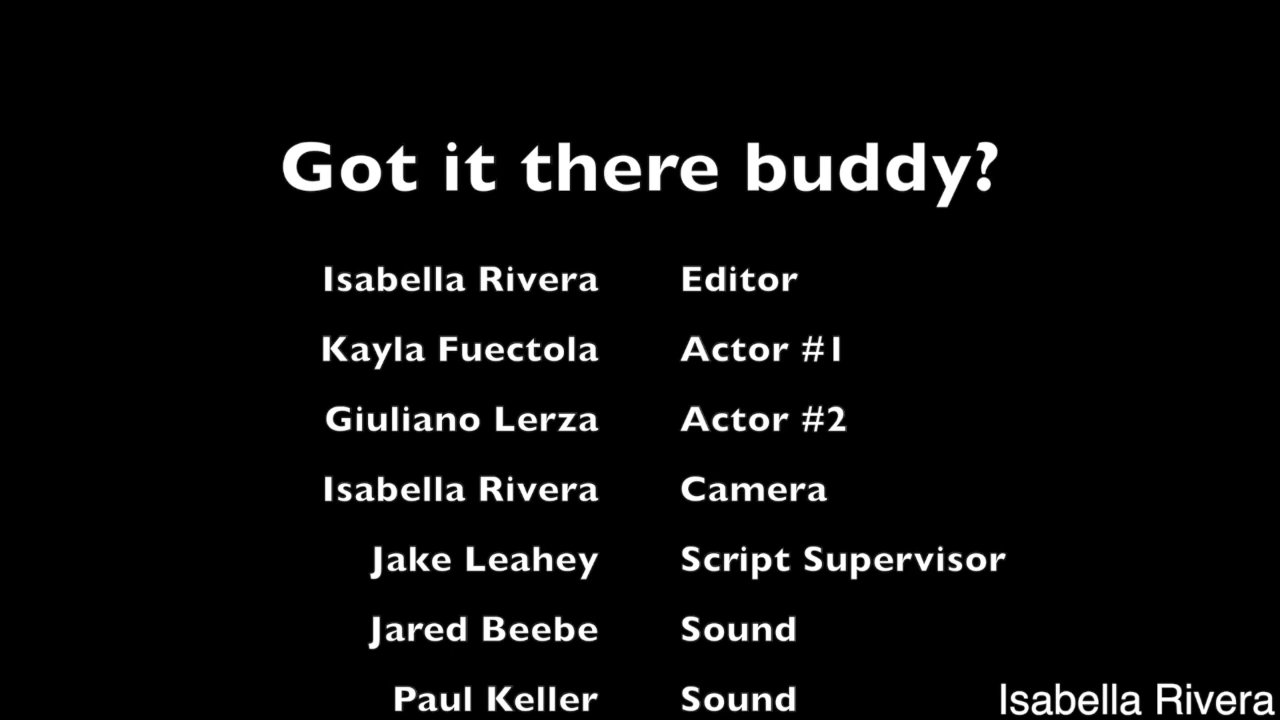 Got it there buddy?
Isabella Rivera Editor
Kayla Fuectola Actor #1
Giuliano Lerza Actor #2
Isabella Rivera Camera
Jake Leahey Script Supervisor
Jared Beebe Sound
Paul Keller Sound
Isabella Rivera